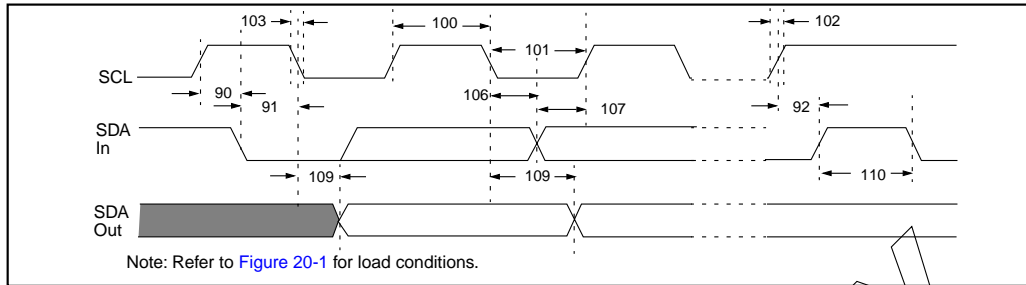 103
100
102
101
SCL
90
91
106
107
92
SDA
In
109
109
110
SDA
Out
Note: Refer to Figure 20-1 for load conditions.